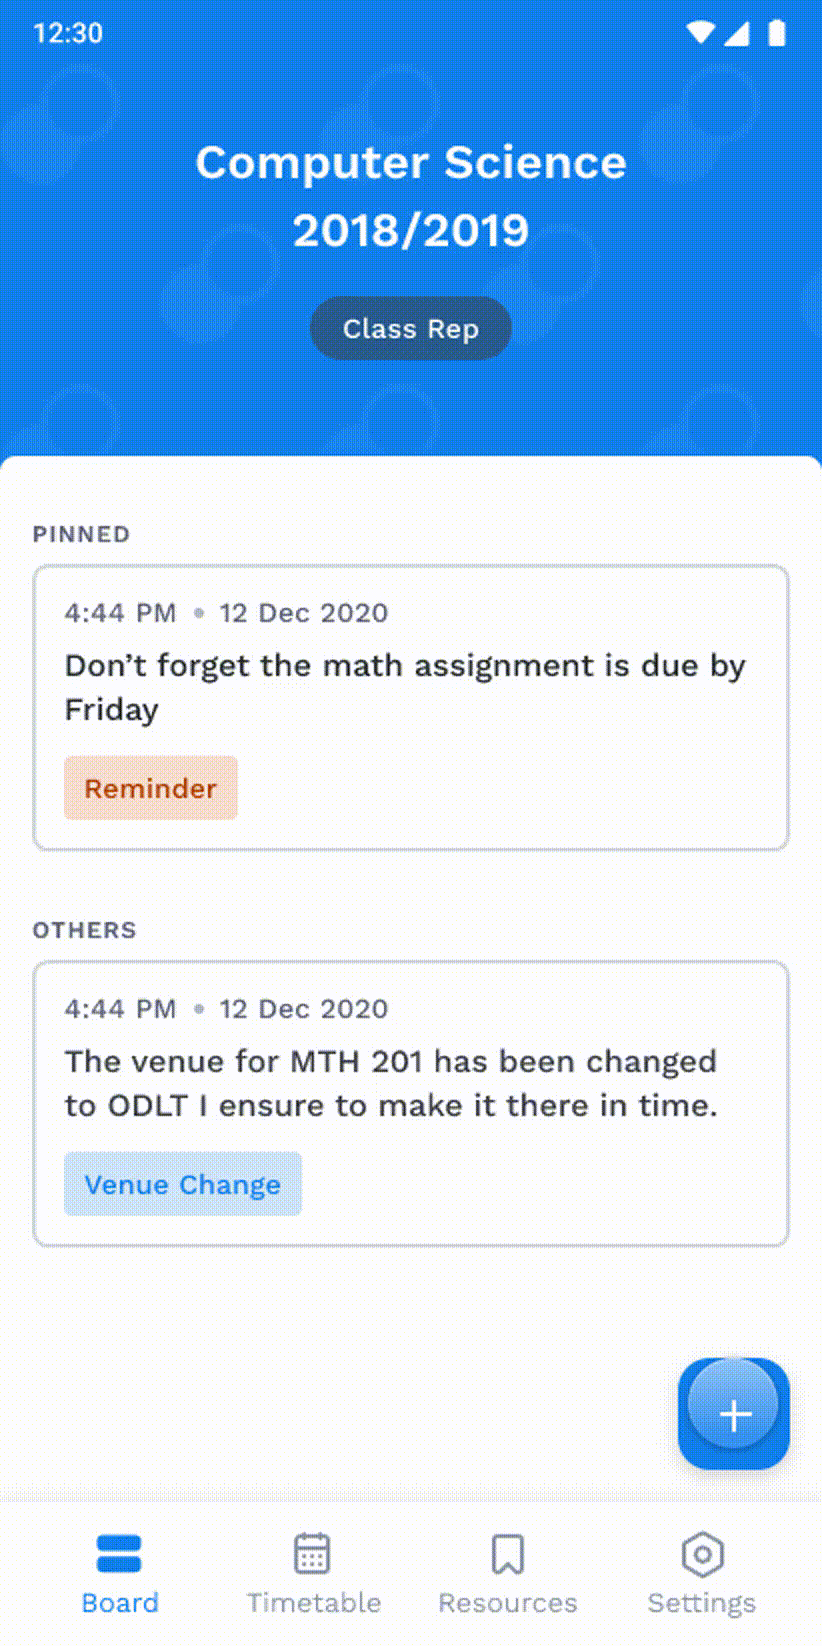 12:30
Computer Science
2018/2019
Class Rep
PINNED
4:44 PM • 12 Dec 2020
Don’t forget the math assignment is due by
Friday
Reminder
OTHERS
4:44 PM • 12 Dec 2020
The venue for MTH 201 has been changed
to ODLT I ensure to make it there in time.
Venue Change
Board
Timetable
Resources
Settings